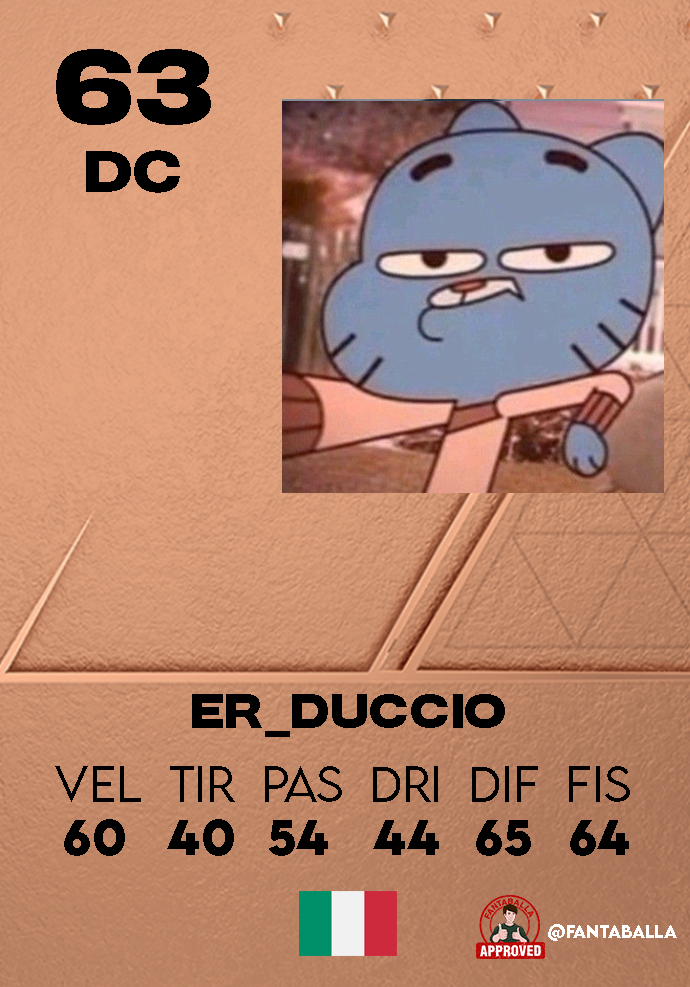 63
DC
ER_DUCCIO
VEL TIR PAS DRI DIF FIS
60 40 54 44 65 64
FANTABALLA
APPROVED
@FANTABALLA